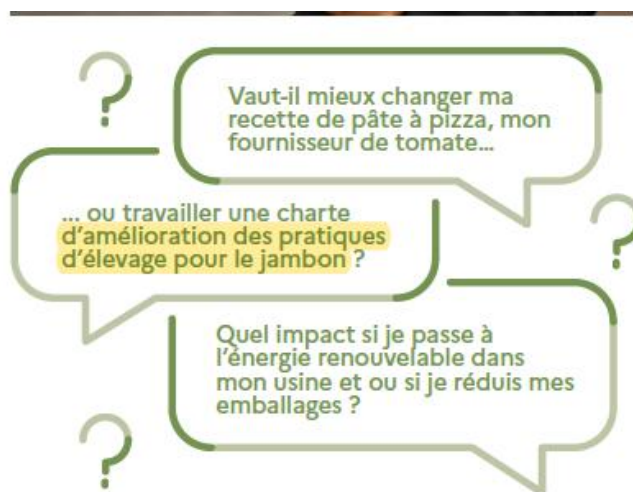 ?
Vaut-il mieux changer ma
recette de pâte à pizza, mon
fournisseur de tomate...
... ou travailler une charte
d'amélioration des pratiques
d'élevage pour le jambon ?
?
Quel impact si je passe à
l'énergie renouvelable dans
mon usine et ou si je réduis mes
emballages ?
?